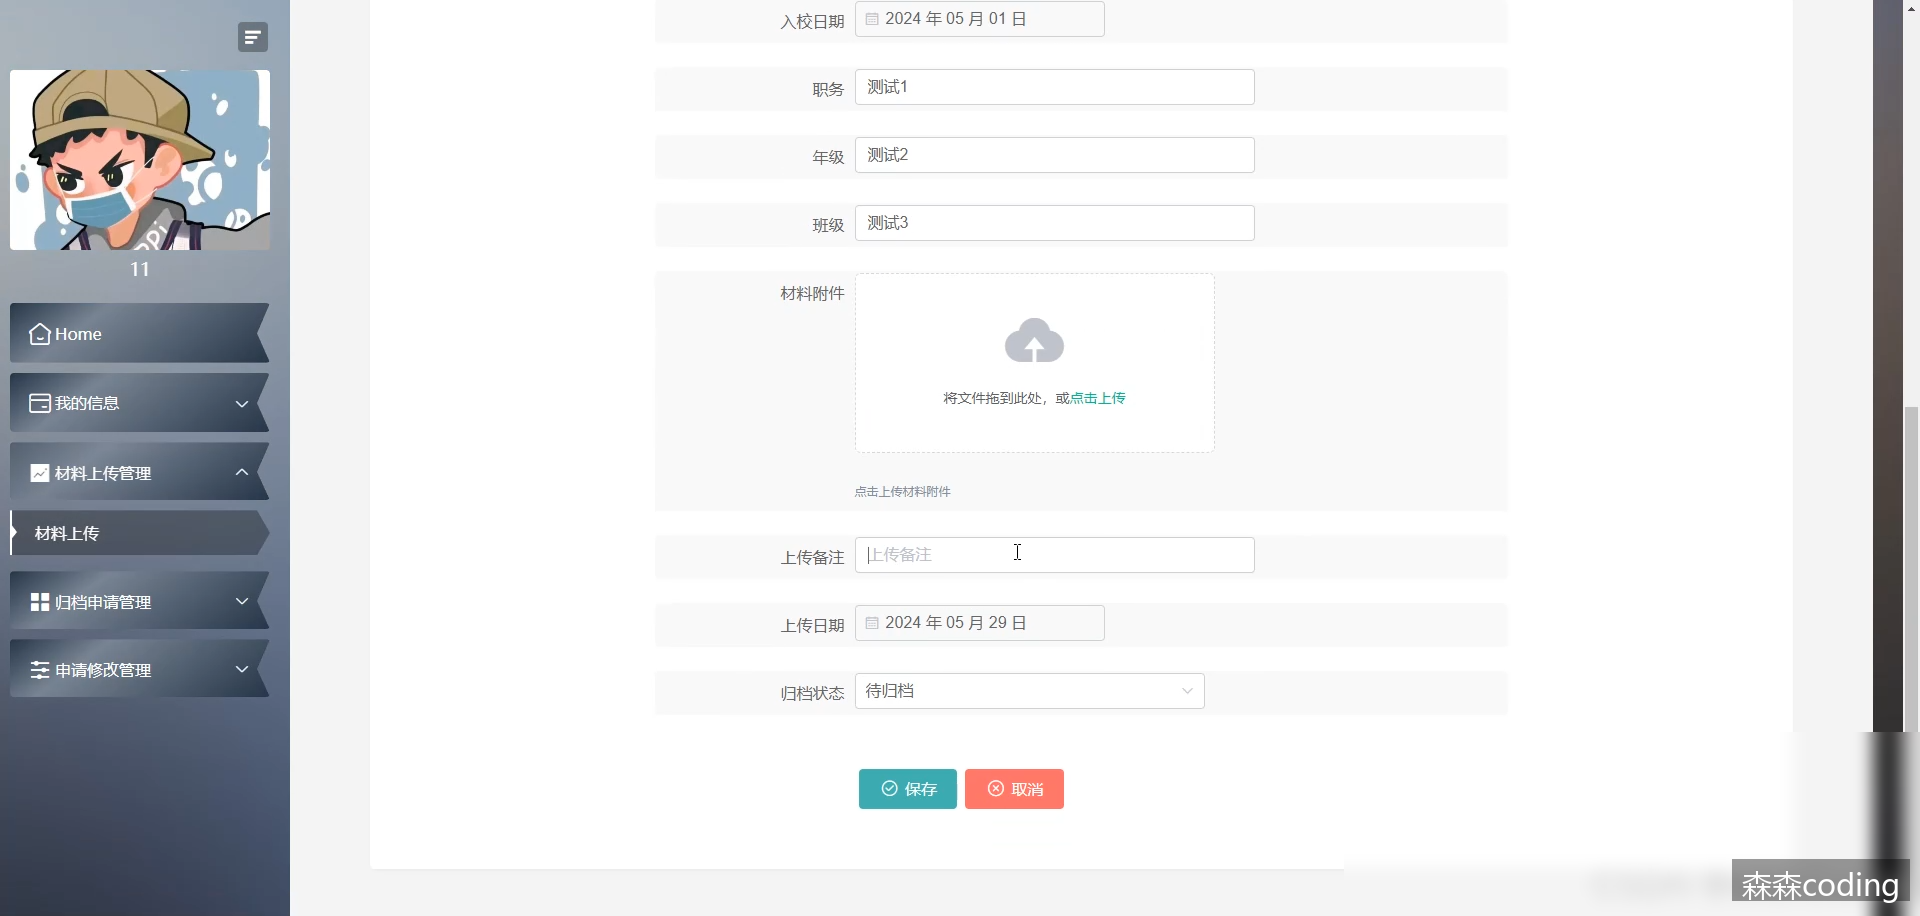 11
Home
我的信息
材料上传管理
材料上传
归档申请管理
申请修改管理
入校日期 2024 年 05 月 01 日
职务 测试1
年级 测试2
班级 测试3
材料附件
将文件拖到此处，或点击上传
点击上传材料附件
上传备注 上传备注
上传日期 2024 年 05 月 29 日
归档状态 待归档
保存 取消
森森coding